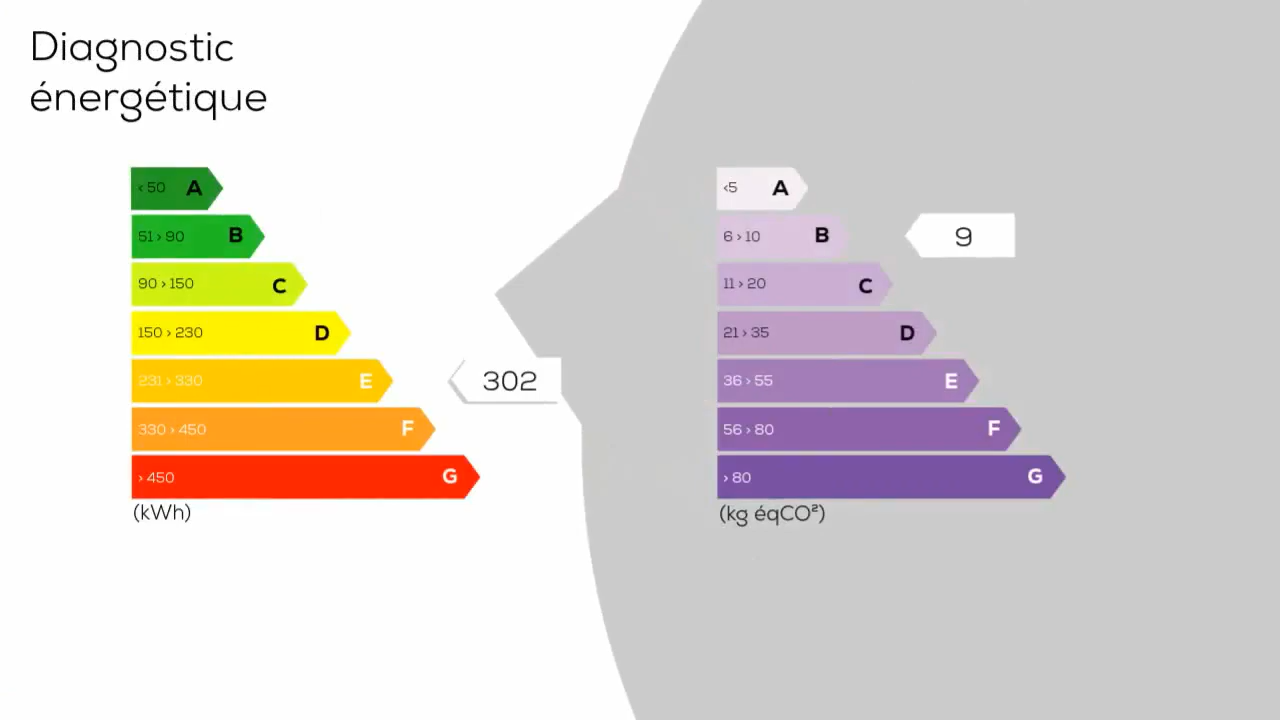 Diagnostic
énergétique
< 50 A
51 > 90 B
90 > 150 C
150 > 230 D
231 > 330 E
302
330 > 450 F
> 450 G
(kWh)
<5 A
6 > 10 B
9
11 > 20 C
21 > 35 D
36 > 55 E
56 > 80 F
> 80 G
(kg éqCO²)